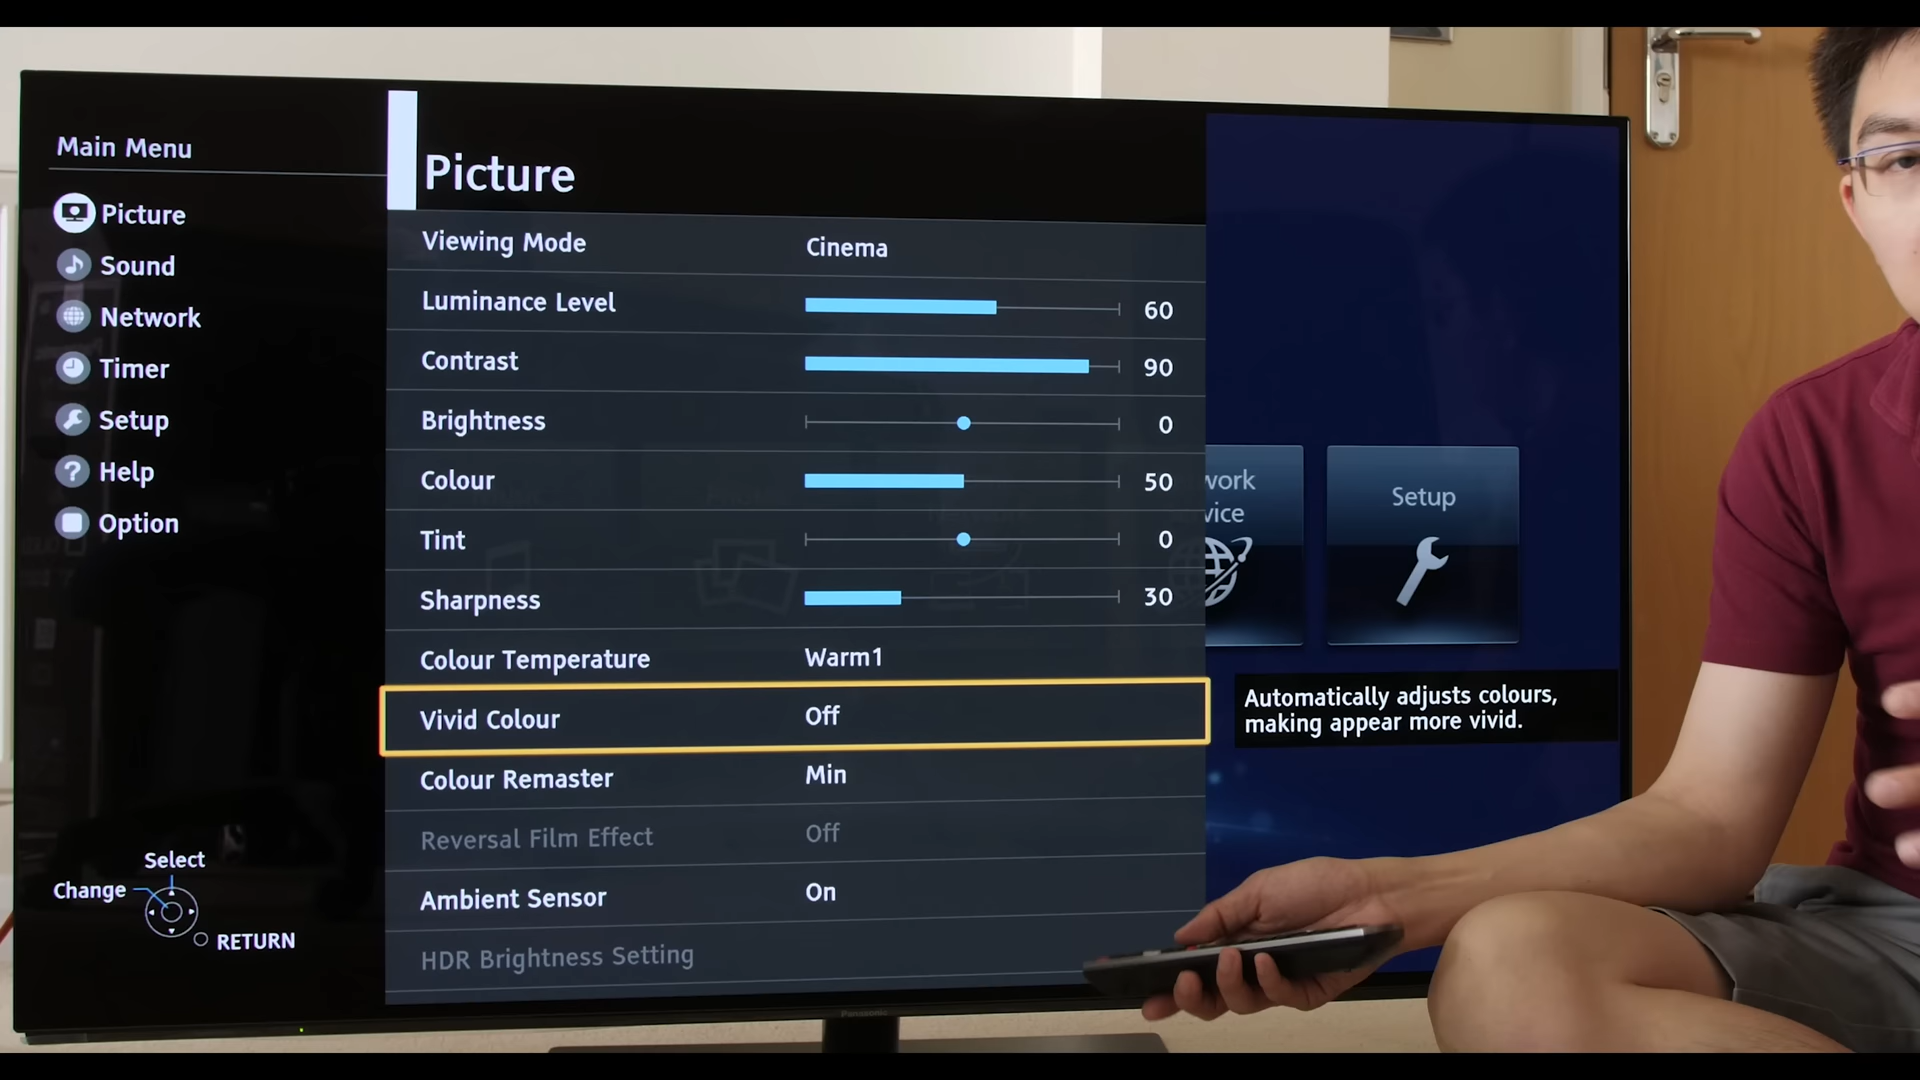 Main Menu
Picture
Sound
Network
Timer
Setup
Help
Option
Select
Change
RETURN
Picture
Viewing Mode Cinema
Luminance Level 60
Contrast 90
Brightness 0
Colour 50
Tint 0
Sharpness 30
Colour Temperature Warm1
Vivid Colour Off
Colour Remaster Min
Reversal Film Effect Off
Ambient Sensor On
HDR Brightness Setting
work
vice
Setup
Automatically adjusts colours,
making appear more vivid.
Panasonic